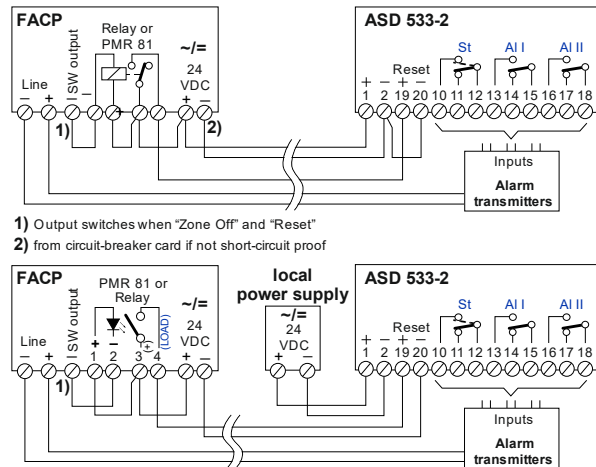 FACP
Relay or
PMR 81
~/=
24
VDC
Line
SW output
− + − + −
1)
2)
ASD 533-2
St Al I Al II
Reset
+ − + −
1 2 19 20 10 11 12 13 14 15 16 17 18
Inputs
Alarm
transmitters
1) Output switches when “Zone Off” and “Reset”
2) from circuit-breaker card if not short-circuit proof
FACP
PMR 81 or
Relay
~/=
24
VDC
Line
SW output
(LOAD)
(+)
+ −
− + − 1 2 3 4 + −
1)
local
power supply
~/=
24
VDC
+ −
ASD 533-2
St Al I Al II
Reset
+ − + −
1 2 19 20 10 11 12 13 14 15 16 17 18
Inputs
Alarm
transmitters